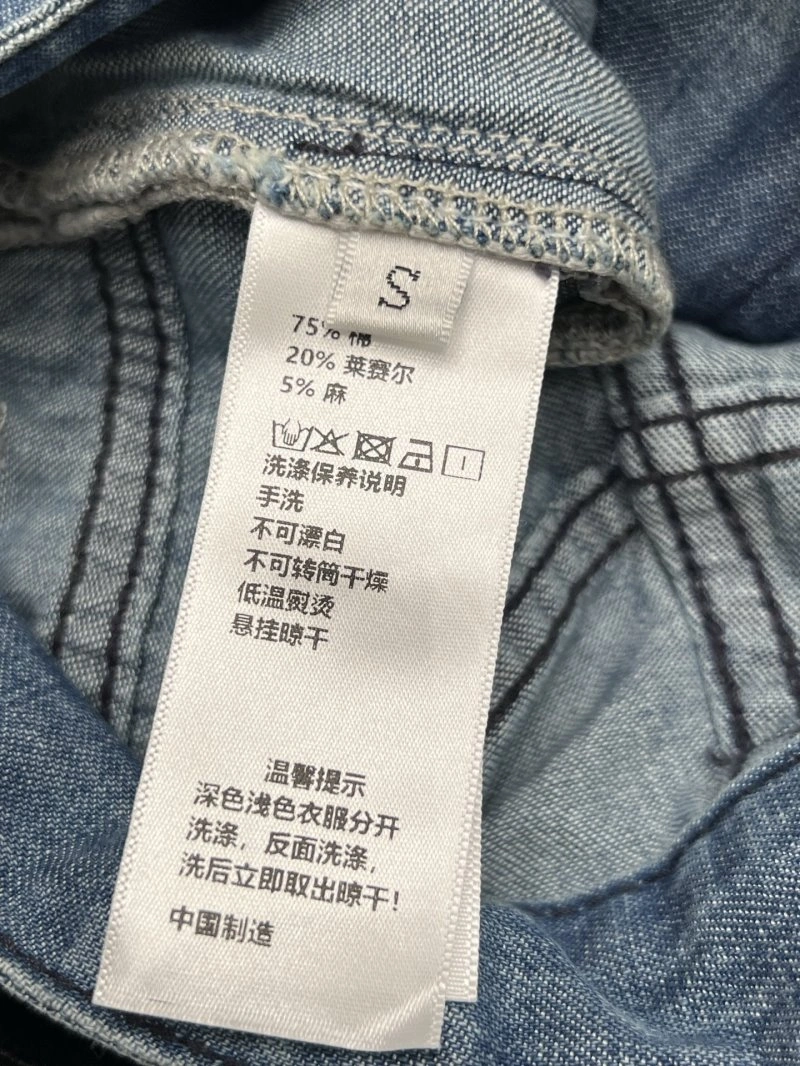 S
75% 棉
20% 莱赛尔
5% 麻
洗涤保养说明
手洗
不可漂白
不可转筒干燥
低温熨烫
悬挂晾干
温馨提示
深色浅色衣服分开
洗涤，反面洗涤，
洗后立即取出晾干！
中国制造